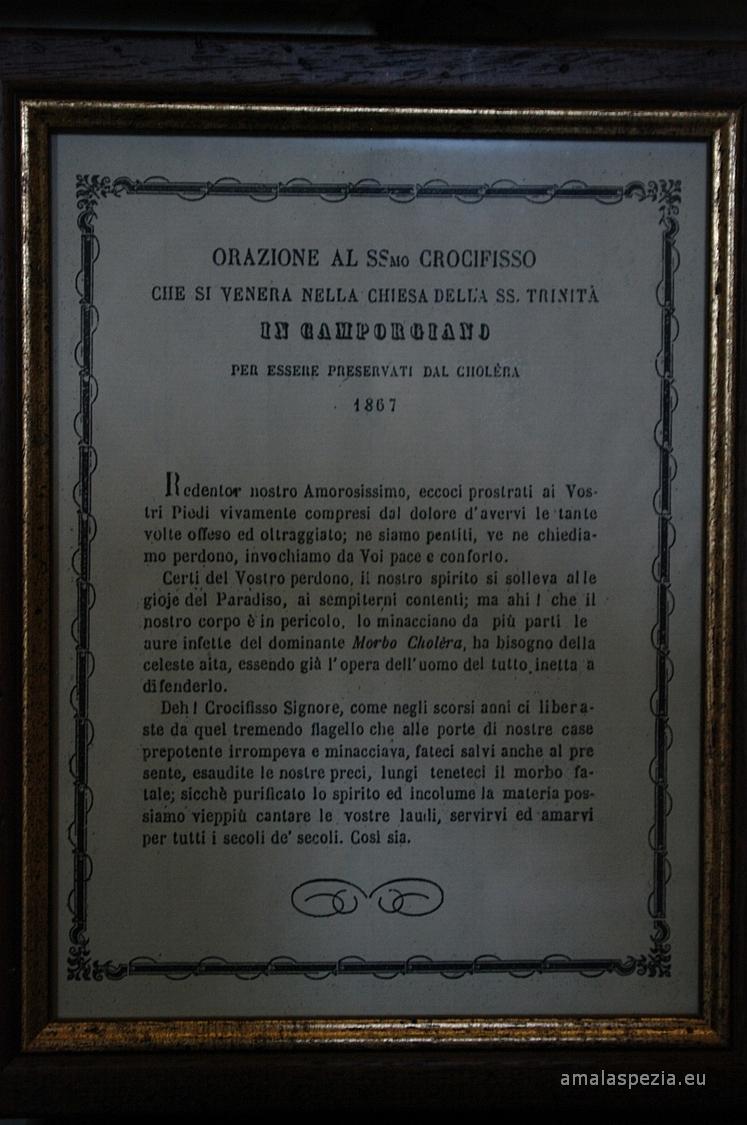 ORAZIONE AL SSMO CROCIFISSO
CHE SI VENERA NELLA CHIESA DELLA SS. TRINITÀ
IN CAMPORGIANO
PER ESSERE PRESERVATI DAL CHOLÈRA
1867
Redentor nostro Amorosissimo, eccoci prostrati ai Vos-
tri Piedi vivamente compresi dal dolore d'avervi le tante
volte offeso ed oltraggiato; ne siamo pentiti, ve ne chiedia-
mo perdono, invochiamo da Voi pace e conforto.
Certi del Vostro perdono, il nostro spirito si solleva alle
gioje del Paradiso, ai sempiterni contenti; ma ahi! che il
nostro corpo è in pericolo, lo minacciano da più parti le
aure infette del dominante Morbo Cholèra, ha bisogno della
celeste aita, essendo già l'opera dell'uomo del tutto inetta a
difenderlo.
Deh! Crocifisso Signore, come negli scorsi anni ci libera-
ste da quel tremendo flagello che alle porte di nostre case
prepotente irrompeva e minacciava, fateci salvi anche al pre
sente, esaudite le nostre preci, lungi teneteci il morbo fa-
tale; sicchè purificato lo spirito ed incolume la materia pos-
siamo vieppiù cantare le vostre laudi, servirvi ed amarvi
per tutti i secoli de' secoli. Così sia.
amalaspezia.eu